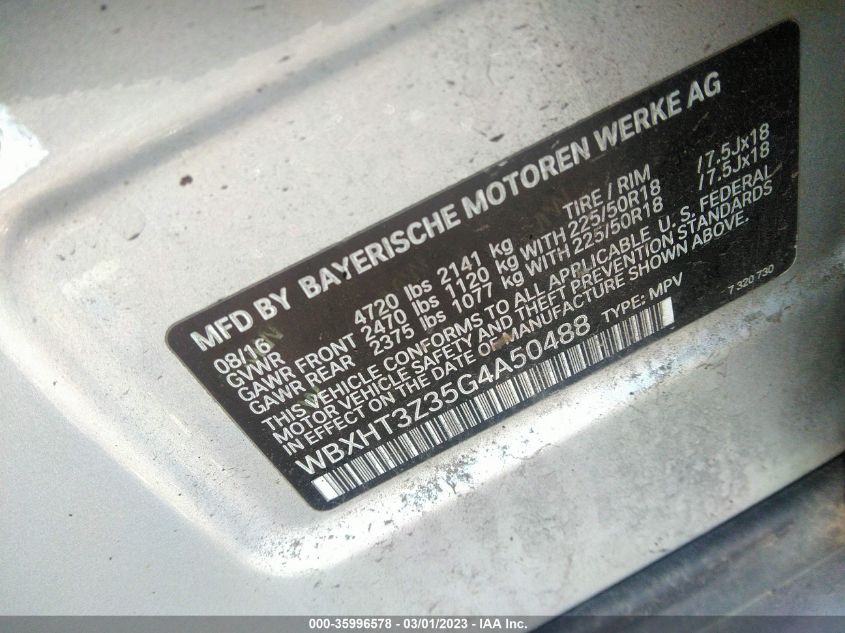 MFD BY BAYERISCHE MOTOREN WERKE AG
08/16 TIRE / RIM
GVWR 4720 lbs 2141 kg
GAWR FRONT 2470 lbs 1120 kg WITH 225/50R18 /7.5Jx18
GAWR REAR 2375 lbs 1077 kg WITH 225/50R18 /7.5Jx18
THIS VEHICLE CONFORMS TO ALL APPLICABLE U. S. FEDERAL
MOTOR VEHICLE SAFETY AND THEFT PREVENTION STANDARDS
IN EFFECT ON DATE OF MANUFACTURE SHOWN ABOVE.
WBXHT3Z35G4A50488 TYPE: MPV
7 320 730
000-35996578 - 03/01/2023 - IAA Inc.